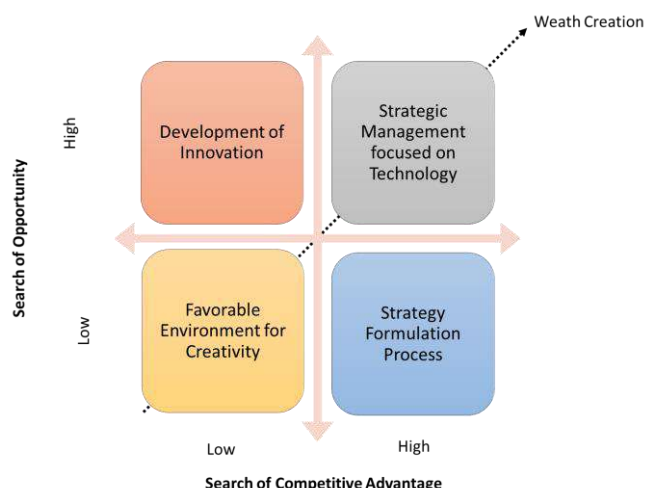 Weath Creation
Development of
Innovation
Strategic
Management
focused on
Technology
High
Search of Opportunity
Favorable
Environment for
Creativity
Strategy
Formulation
Process
Low
Low
High
Search of Competitive Advantage